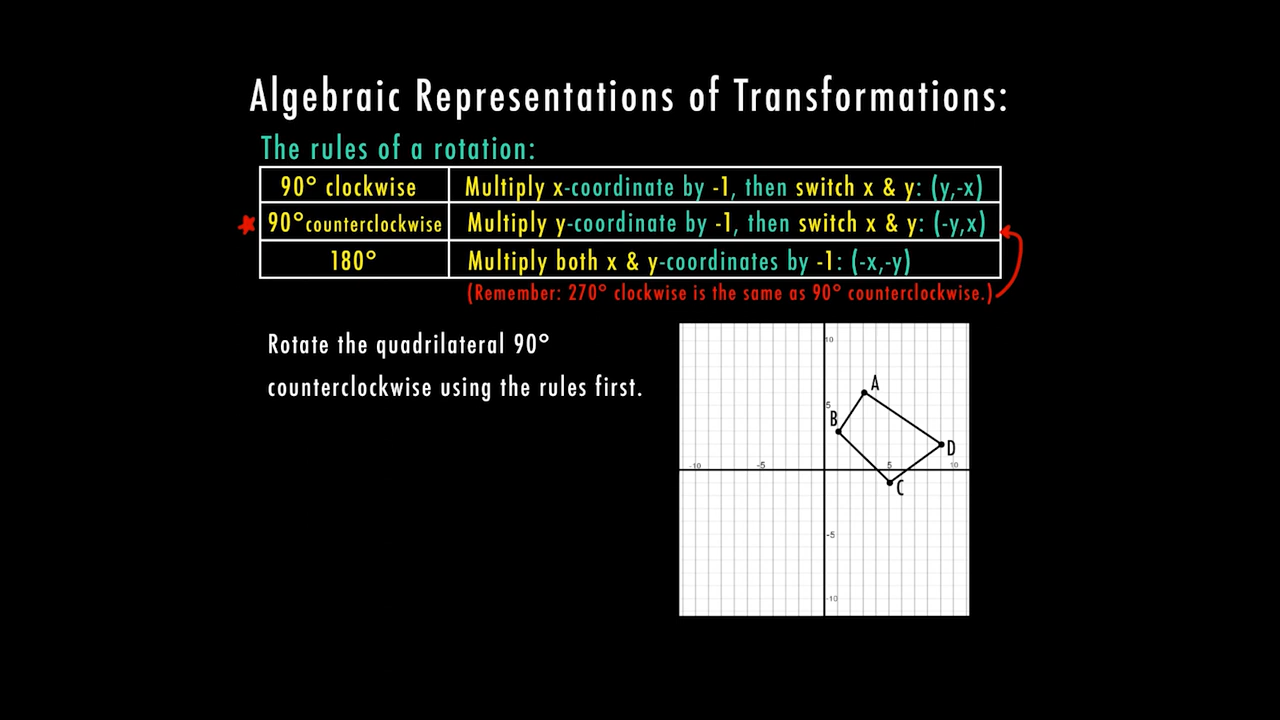 Algebraic Representations of Transformations:
The rules of a rotation:
90° clockwise Multiply x-coordinate by -1, then switch x & y: (y,-x)
90° counterclockwise Multiply y-coordinate by -1, then switch x & y: (-y,x)
180° Multiply both x & y-coordinates by -1: (-x,-y)
(Remember: 270° clockwise is the same as 90° counterclockwise.)
Rotate the quadrilateral 90°
counterclockwise using the rules first.
10
A
5
B
D
-10 -5 5 10
C
-5
-10